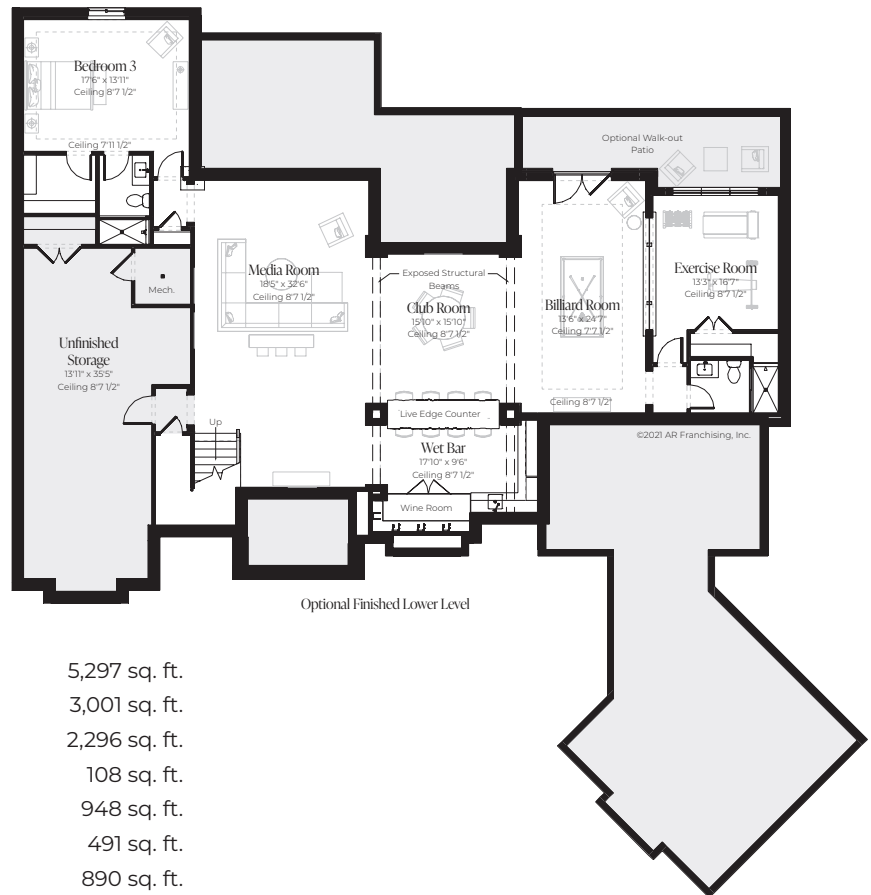 Bedroom 3
17'6" x 13'11"
Ceiling 8'7 1/2"
Ceiling 7'11 1/2"
Optional Walk-out
Patio
Mech.
Media Room
18'5" x 32'6"
Ceiling 8'7 1/2"
Exposed Structural
Beams
Club Room
15'10" x 15'10"
Ceiling 8'7 1/2"
Billiard Room
13'6" x 24'7"
Ceiling 7'7 1/2"
Ceiling 8'7 1/2"
Exercise Room
13'3" x 16'7"
Ceiling 8'7 1/2"
Unfinished
Storage
13'11" x 35'5"
Ceiling 8'7 1/2"
Up
Live Edge Counter
Wet Bar
17'10" x 9'6"
Ceiling 8'7 1/2"
Wine Room
©2021 AR Franchising, Inc.
Optional Finished Lower Level
5,297 sq. ft.
3,001 sq. ft.
2,296 sq. ft.
108 sq. ft.
948 sq. ft.
491 sq. ft.
890 sq. ft.